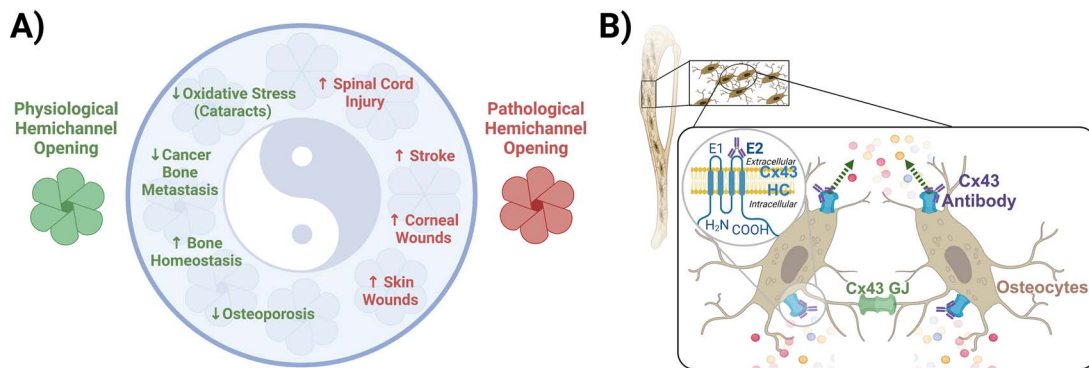 A)
Physiological
Hemichannel
Opening
↓Oxidative Stress
(Cataracts)
↓Cancer
Bone
Metastasis
↑ Bone
Homeostasis
↓Osteoporosis
↑ Spinal Cord
Injury
↑ Stroke
↑ Corneal
Wounds
↑ Skin
Wounds
Pathological
Hemichannel
Opening
B)
E1
E2
Extracellular
Cx43
HC
Intracellular
H₂N
COOH
Cx43
Antibody
Cx43 GJ
Osteocytes